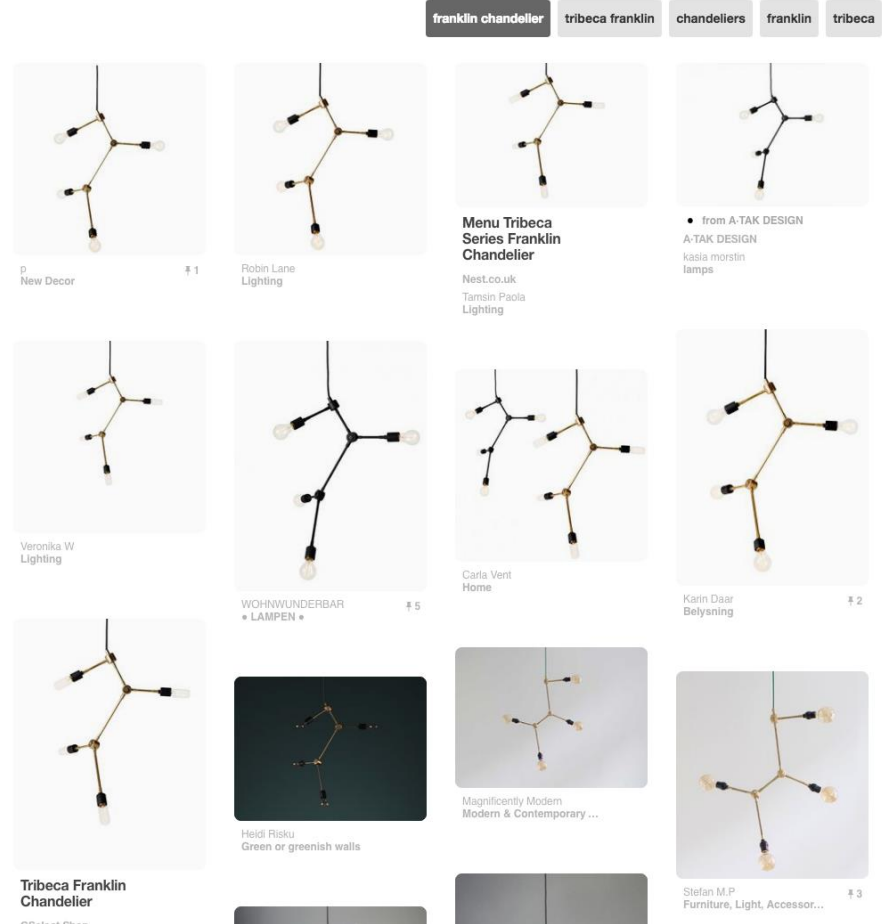 franklin chandelier
tribeca franklin
chandeliers
franklin
tribeca
p
1
New Decor
Robin Lane
Lighting
Menu Tribeca
Series Franklin
Chandelier
Nest.co.uk
Tamsin Paola
Lighting
● from A-TAK DESIGN
A-TAK DESIGN
kasia morstin
lamps
Veronika W
Lighting
WOHNWUNDERBAR
5
● LAMPEN ●
Carla Vent
Home
Karin Daar
2
Belysning
Tribeca Franklin
Chandelier
Heidi Risku
Green or greenish walls
Magnificently Modern
Modern & Contemporary ...
Stefan M.P
3
Furniture, Light, Accessor...